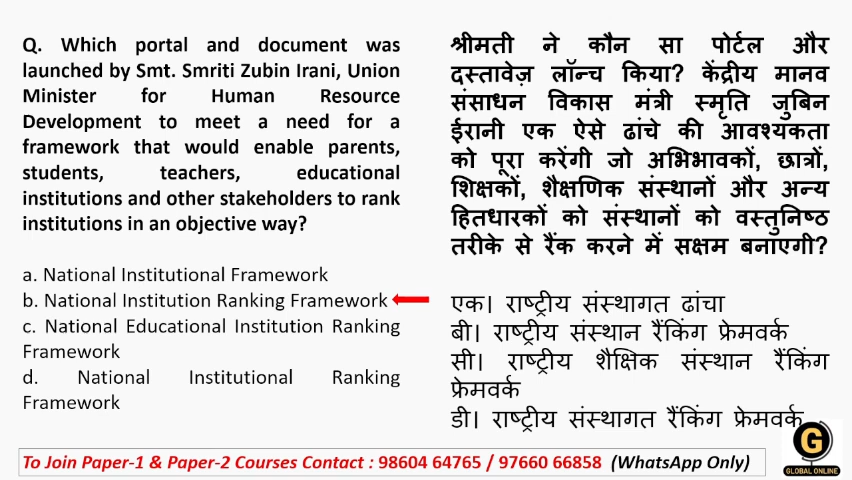 Q. Which portal and document was
launched by Smt. Smriti Zubin Irani, Union
Minister for Human Resource
Development to meet a need for a
framework that would enable parents,
students, teachers, educational
institutions and other stakeholders to rank
institutions in an objective way?
a. National Institutional Framework
b. National Institution Ranking Framework
c. National Educational Institution Ranking
Framework
d. National Institutional Ranking
Framework
श्रीमती ने कौन सा पोर्टल और
दस्तावेज़ लॉन्च किया? केंद्रीय मानव
संसाधन विकास मंत्री स्मृति जुबिन
ईरानी एक ऐसे ढांचे की आवश्यकता
को पूरा करेंगी जो अभिभावकों, छात्रों,
शिक्षकों, शैक्षणिक संस्थानों और अन्य
हितधारकों को संस्थानों को वस्तुनिष्ठ
तरीके से रैंक करने में सक्षम बनाएगी?
एक। राष्ट्रीय संस्थागत ढांचा
बी। राष्ट्रीय संस्थान रैंकिंग फ्रेमवर्क
सी। राष्ट्रीय शैक्षिक संस्थान रैंकिंग
फ्रेमवर्क
डी। राष्ट्रीय संस्थागत रैंकिंग फ्रेमवर्क
To Join Paper-1 & Paper-2 Courses Contact : 98604 64765 / 97660 66858 (WhatsApp Only)
G
GLOBAL ONLINE